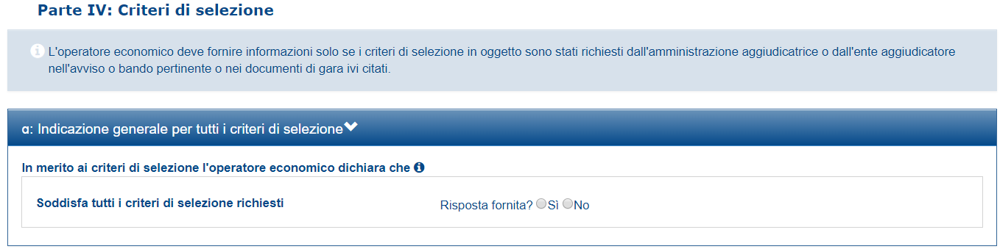 Parte IV: Criteri di selezione
L'operatore economico deve fornire informazioni solo se i criteri di selezione in oggetto sono stati richiesti dall'amministrazione aggiudicatrice o dall'ente aggiudicatore
nell'avviso o bando pertinente o nei documenti di gara ivi citati.
α: Indicazione generale per tutti i criteri di selezione
In merito ai criteri di selezione l'operatore economico dichiara che
Soddisfa tutti i criteri di selezione richiesti Risposta fornita? Sì No